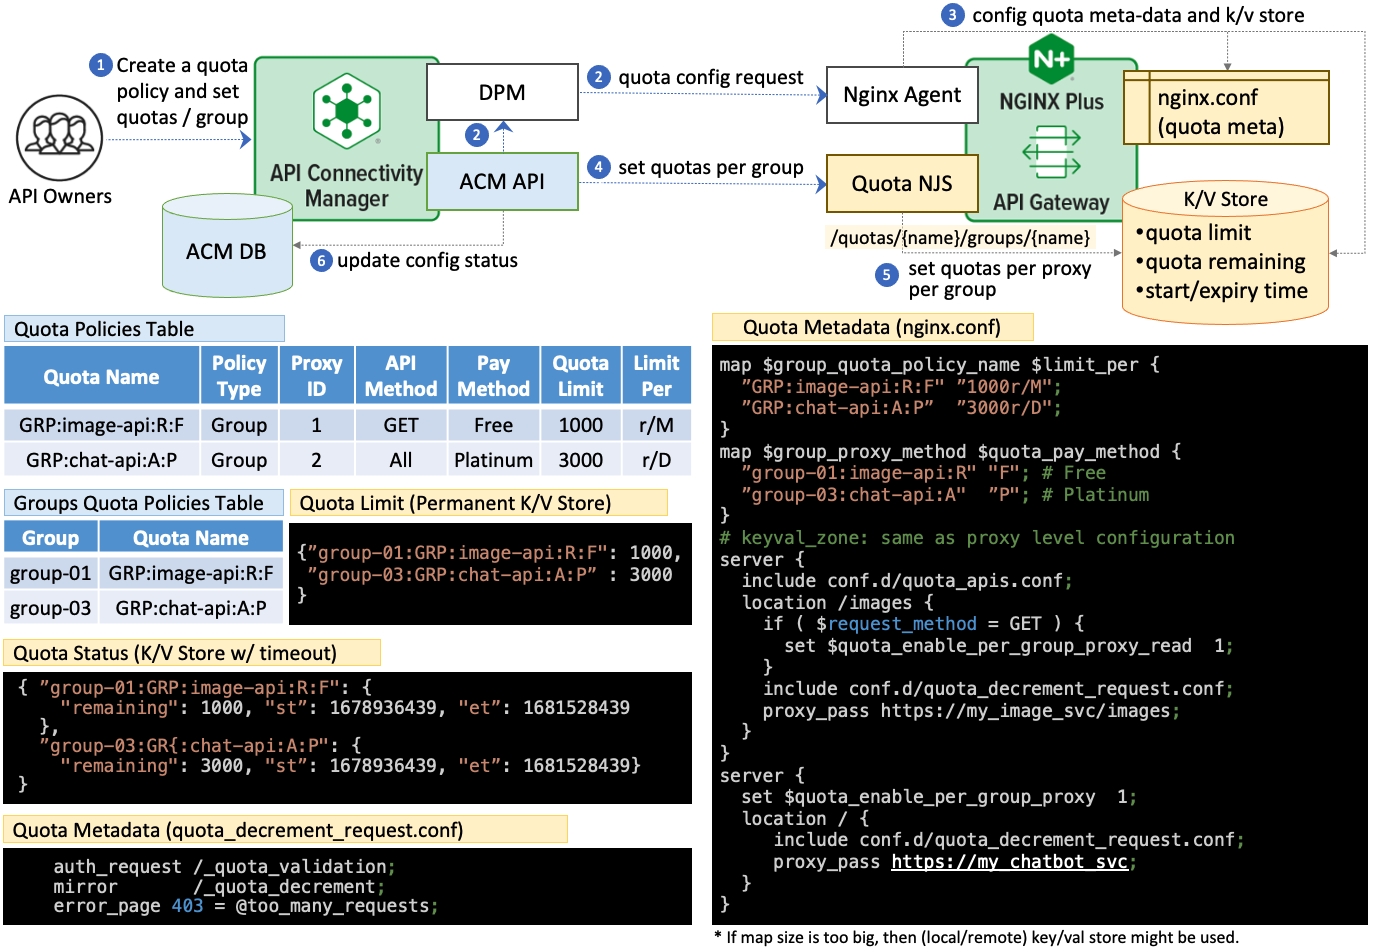 3 config quota meta-data and k/v store
1 Create a quota
policy and set
quotas / group
API Owners
API Connectivity
Manager
DPM
2
ACM API
2 quota config request
4 set quotas per group
Nginx Agent
Quota NJS
N+
NGINX Plus
API Gateway
nginx.conf
(quota meta)
K/V Store
•quota limit
•quota remaining
•start/expiry time
/quotas/{name}/groups/{name}
5 set quotas per proxy
per group
ACM DB
6 update config status
Quota Policies Table
Quota Name Policy Type Proxy ID API Method Pay Method Quota Limit Limit Per
GRP:image-api:R:F Group 1 GET Free 1000 r/M
GRP:chat-api:A:P Group 2 All Platinum 3000 r/D
Groups Quota Policies Table
Group Quota Name
group-01 GRP:image-api:R:F
group-03 GRP:chat-api:A:P
Quota Limit (Permanent K/V Store)
{”group-01:GRP:image-api:R:F": 1000,
”group-03:GRP:chat-api:A:P” : 3000
}
Quota Status (K/V Store w/ timeout)
{ ”group-01:GRP:image-api:R:F": {
"remaining": 1000, "st”: 1678936439, "et”: 1681528439
},
”group-03:GR{:chat-api:A:P": {
"remaining": 3000, "st”: 1678936439, "et”: 1681528439}
}
Quota Metadata (quota_decrement_request.conf)
auth_request /_quota_validation;
mirror /_quota_decrement;
error_page 403 = @too_many_requests;
Quota Metadata (nginx.conf)
map $group_quota_policy_name $limit_per {
”GRP:image-api:R:F" ”1000r/M";
”GRP:chat-api:A:P” ”3000r/D";
}
map $group_proxy_method $quota_pay_method {
”group-01:image-api:R" "F"; # Free
”group-03:chat-api:A" ”P"; # Platinum
}
# keyval_zone: same as proxy level configuration
server {
include conf.d/quota_apis.conf;
location /images {
if ( $request_method = GET ) {
set $quota_enable_per_group_proxy_read 1;
}
include conf.d/quota_decrement_request.conf;
proxy_pass https://my_image_svc/images;
}
}
server {
set $quota_enable_per_group_proxy 1;
location / {
include conf.d/quota_decrement_request.conf;
proxy_pass https://my_chatbot_svc;
}
}
* If map size is too big, then (local/remote) key/val store might be used.